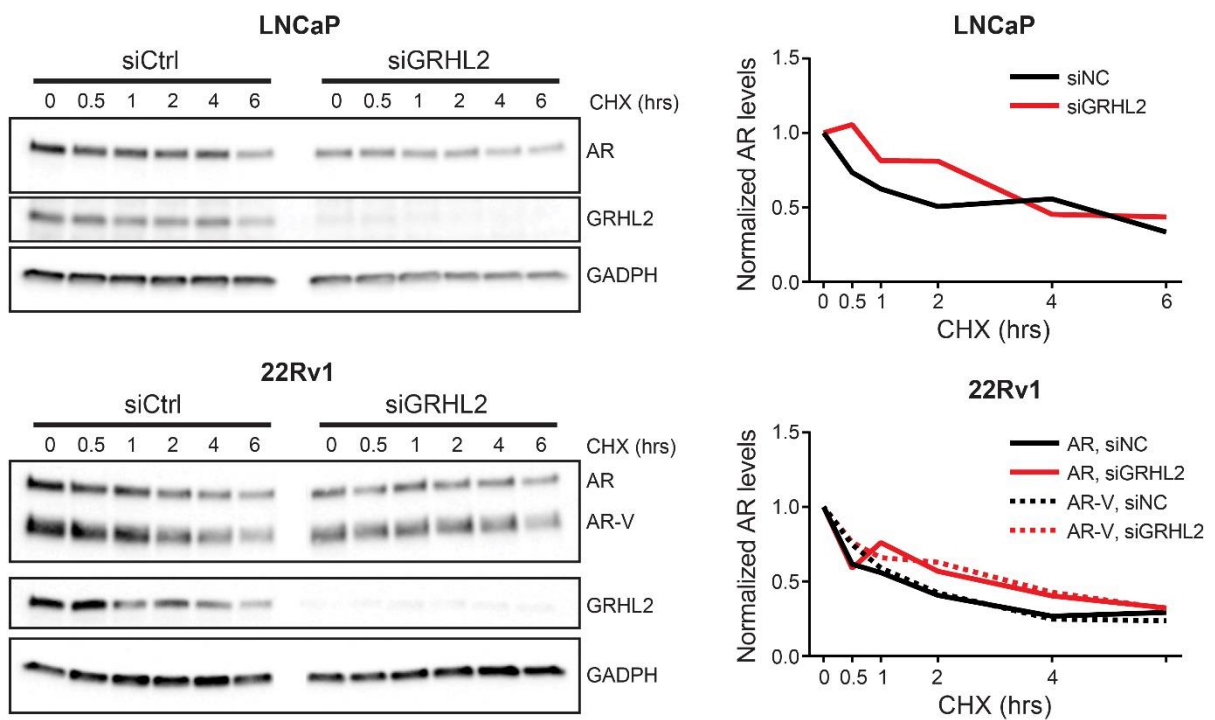 LNCaP
siCtrl siGRHL2
0 0.5 1 2 4 6 0 0.5 1 2 4 6 CHX (hrs)
AR
GRHL2
GADPH
LNCaP
siNC
siGRHL2
Normalized AR levels
1.5
1.0
0.5
0.0
0 0.5 1 2 4 6
CHX (hrs)
22Rv1
siCtrl siGRHL2
0 0.5 1 2 4 6 0 0.5 1 2 4 6 CHX (hrs)
AR
AR-V
GRHL2
GADPH
22Rv1
AR, siNC
AR, siGRHL2
AR-V, siNC
AR-V, siGRHL2
Normalized AR levels
1.5
1.0
0.5
0.0
0 0.5 1 2 4 6
CHX (hrs)